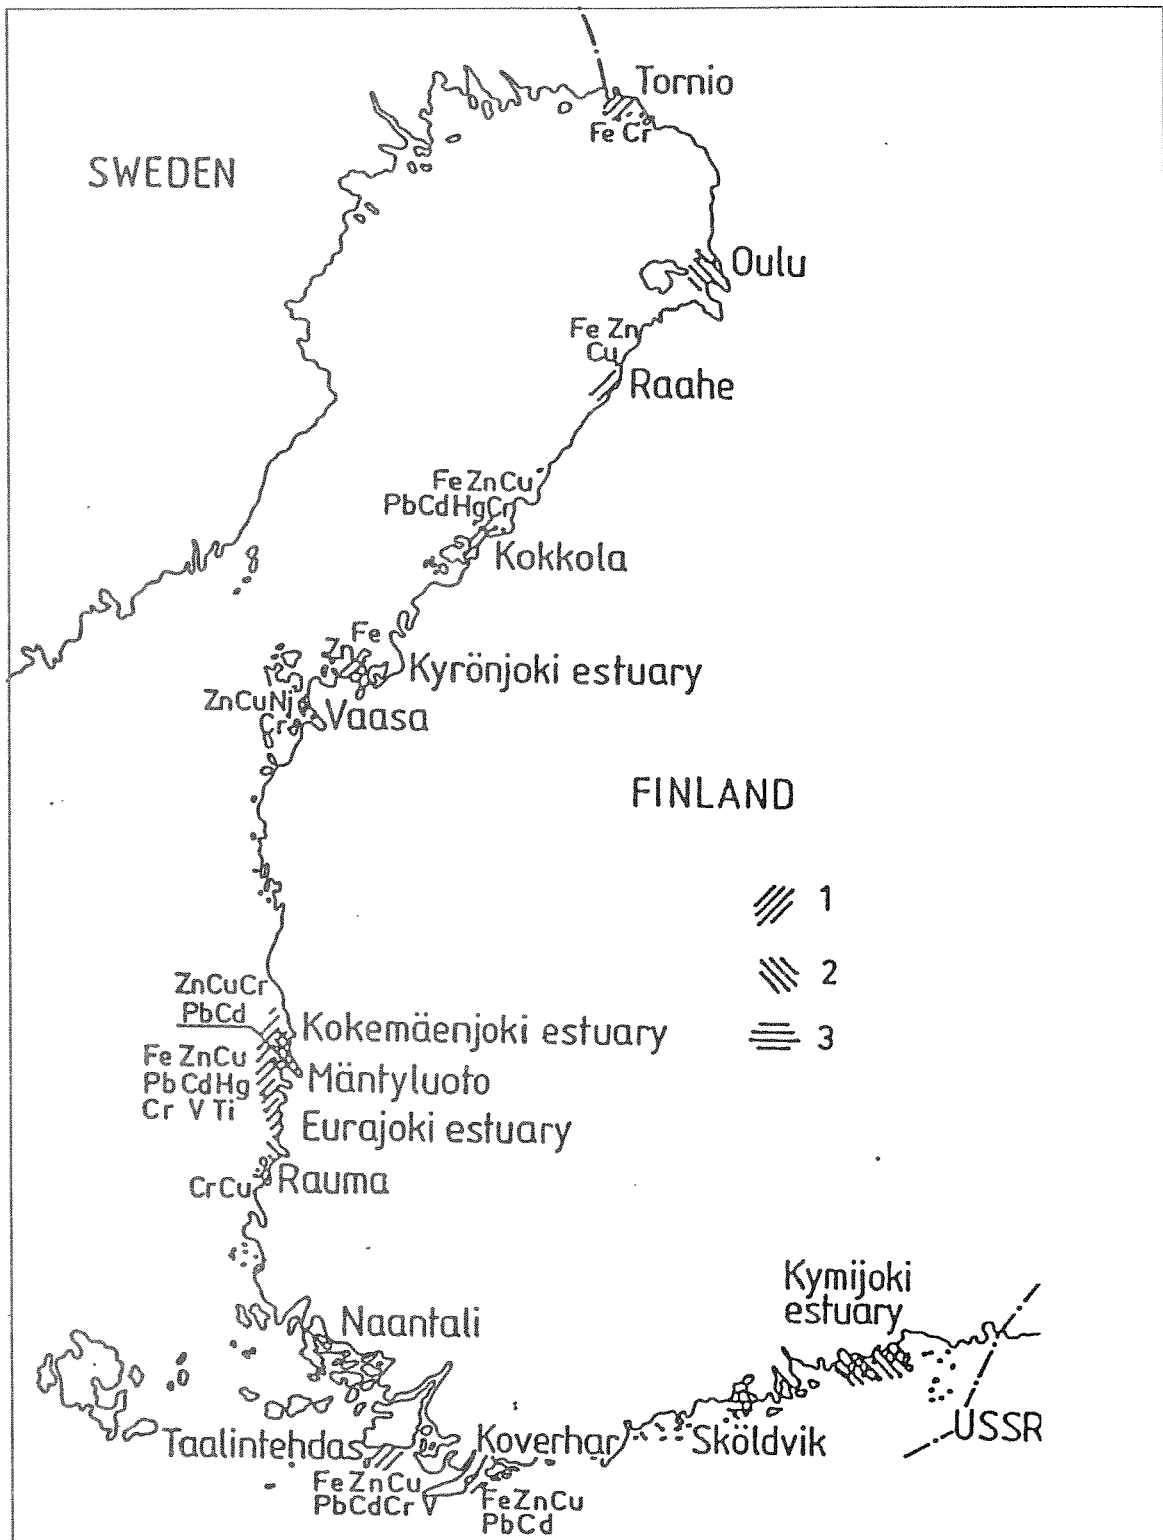 Tornio
Fe Cr
SWEDEN
Oulu
Fe Zn
Cu
Raahe
Fe Zn Cu
Pb Cd Hg Cr
Kokkola
Fe
Zn
Kyrönjoki estuary
Zn Cu Ni
Cr
Vaasa
FINLAND
1
2
3
Zn Cu Cr
Pb Cd
Kokemäenjoki estuary
Fe Zn Cu
Pb Cd Hg
Cr V Ti
Mäntyluoto
Eurajoki estuary
Cr Cu
Rauma
Kymijoki
estuary
Naantali
Taalintehdas
Koverhar
Sköldvik
USSR
Fe Zn Cu
Pb Cd Cr V
Fe Zn Cu
Pb Cd